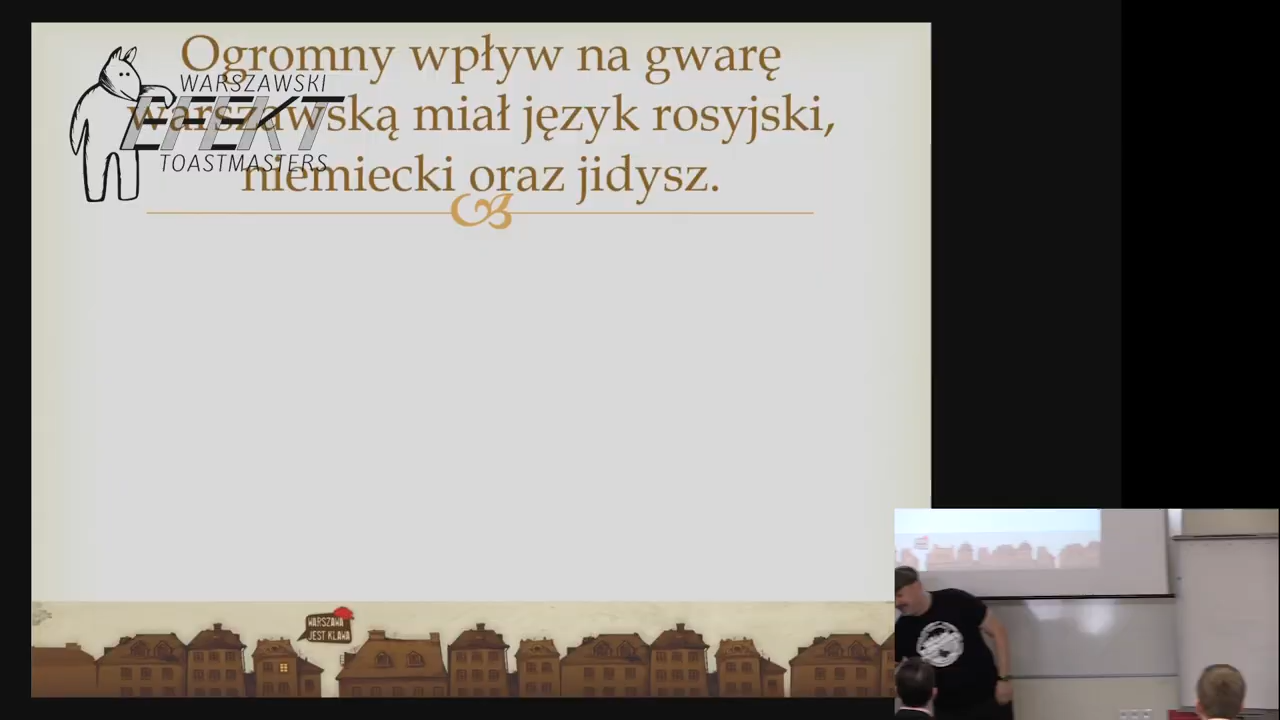 Ogromny wpływ na gwarę
warszawską miał język rosyjski,
niemiecki oraz jidysz.
WARSZAWSKI
EFEKT
TOASTMASTERS
WARSZAWA
JEST KLAWA